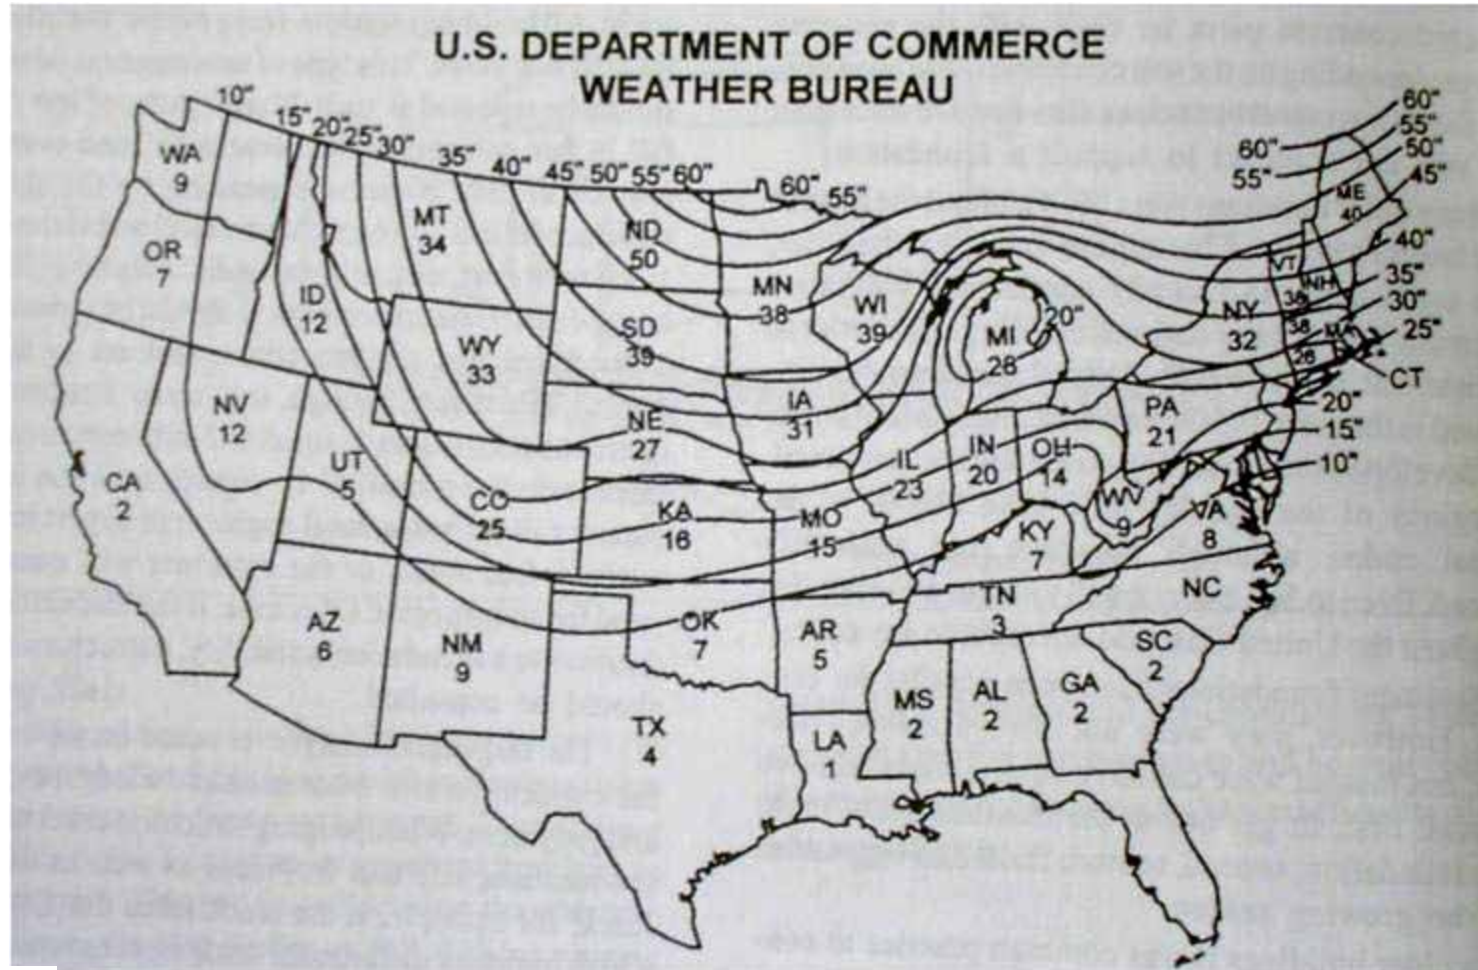 U.S. DEPARTMENT OF COMMERCE
WEATHER BUREAU
10"
15" 20" 25" 30" 35" 40" 45" 50" 55" 60"
60" 55"
60"
55"
60"
55"
50"
45"
40"
35"
30"
25"
20"
15"
10"
20"
WA
9
OR
7
ID
12
MT
34
ND
50
MN
38
WI
39
MI
28
ME
40
VT
38
NH
38
NY
32
MA
26
CT
WY
33
SD
39
NE
27
IA
31
IL
23
IN
20
OH
14
PA
21
NV
12
UT
5
CO
25
KA
16
MO
15
KY
7
WV
9
VA
8
CA
2
AZ
6
NM
9
OK
7
AR
5
TN
3
NC
SC
2
TX
4
LA
1
MS
2
AL
2
GA
2